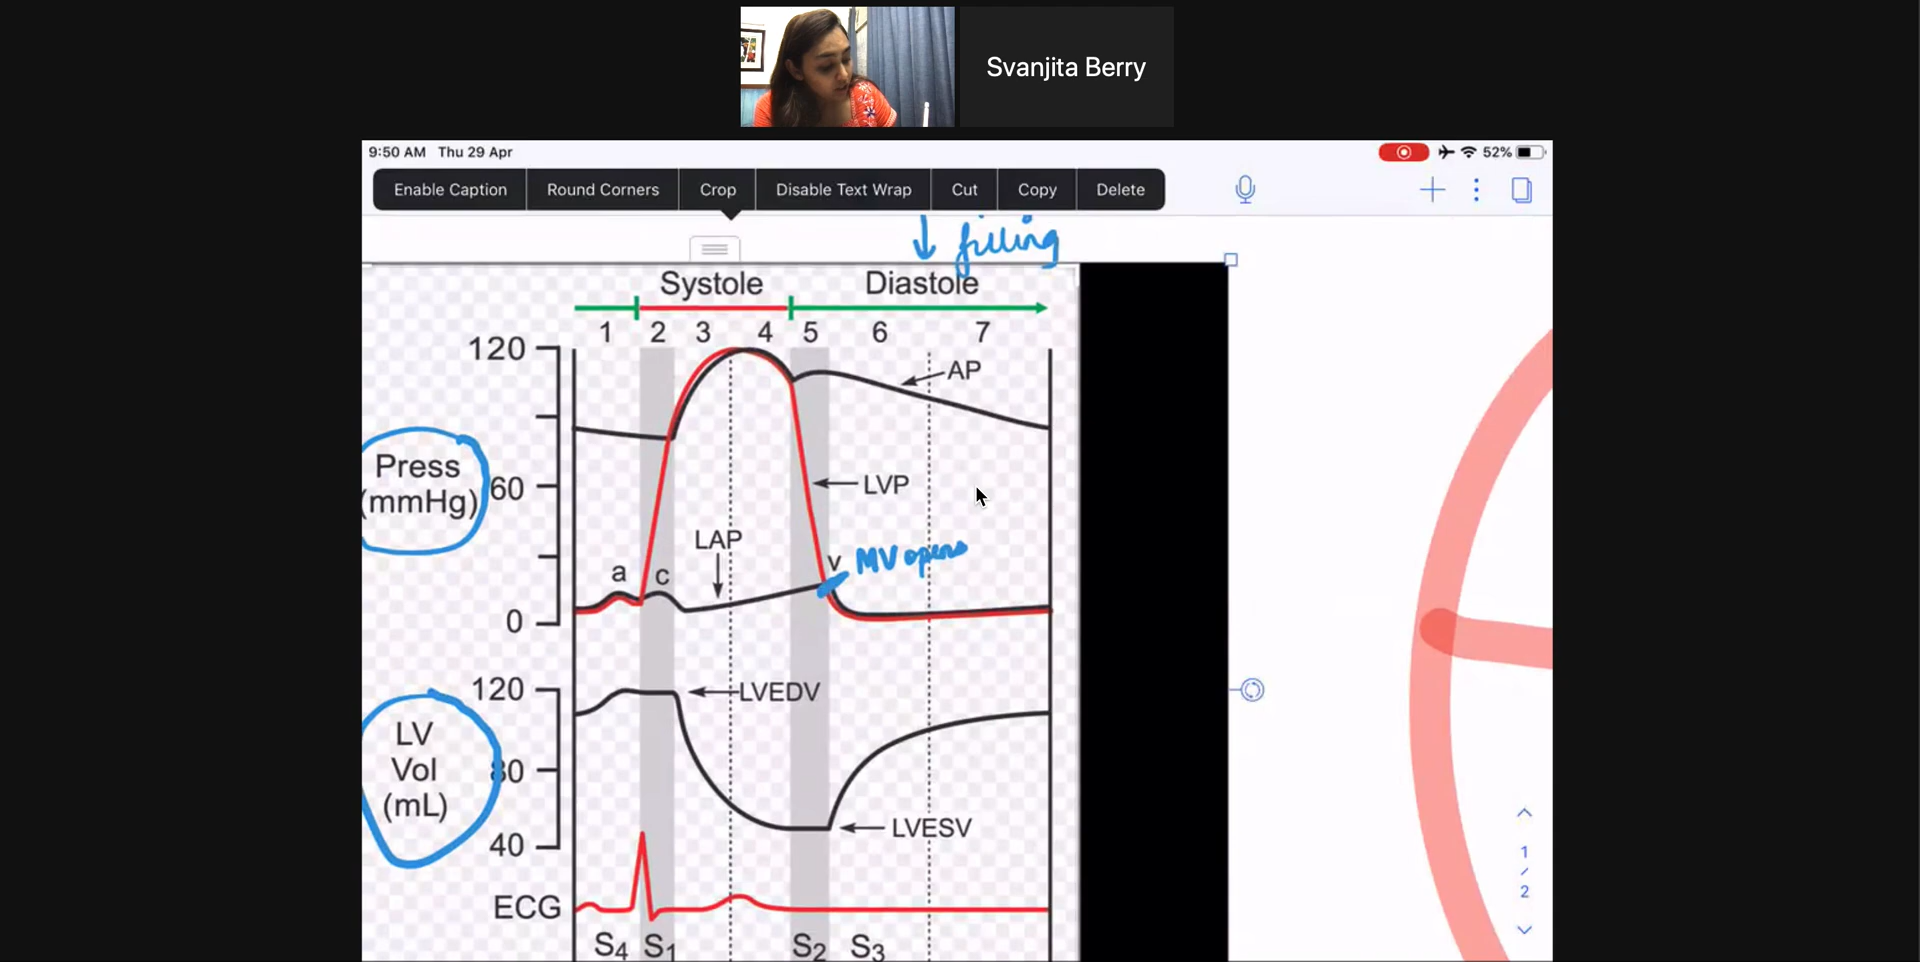 Svanjita Berry
9:50 AM Thu 29 Apr
52%
Enable Caption Round Corners Crop Disable Text Wrap Cut Copy Delete
filling
Systole Diastole
1 2 3 4 5 6 7
120
AP
Press
(mmHg)
60
LVP
LAP
v MV opens
a c
0
120
LVEDV
LV
Vol
(mL)
80
LVESV
40
ECG
S4 S1 S2 S3
1
/
2